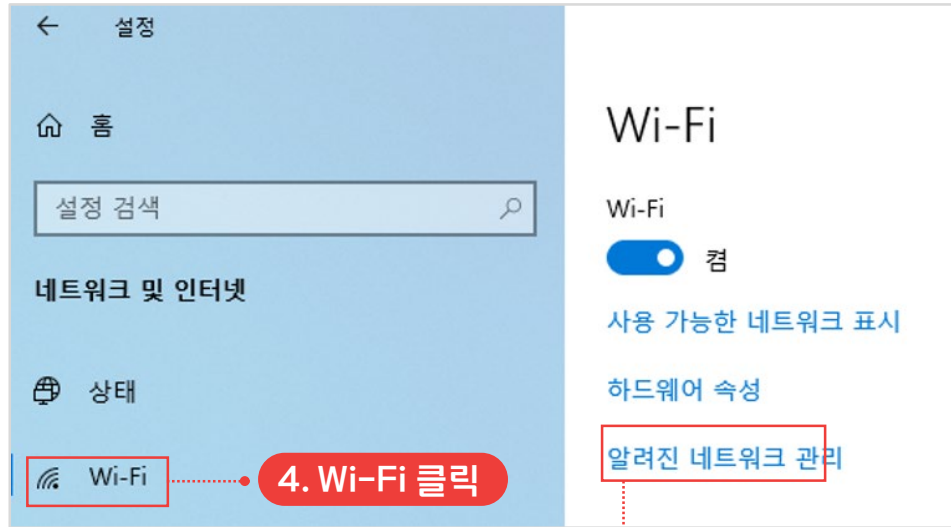 설정
홈
설정 검색
네트워크 및 인터넷
상태
Wi-Fi
4. Wi-Fi 클릭
Wi-Fi
Wi-Fi
켬
사용 가능한 네트워크 표시
하드웨어 속성
알려진 네트워크 관리